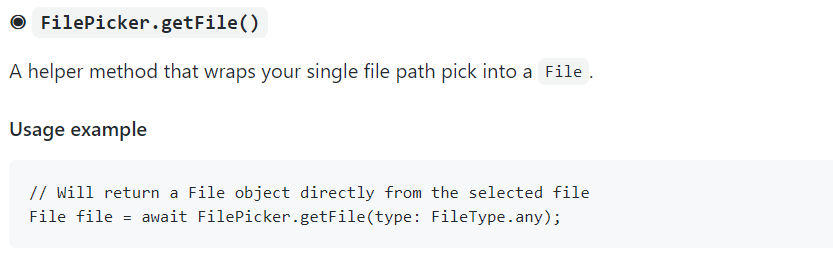 FilePicker.getFile()
A helper method that wraps your single file path pick into a File.
Usage example
// Will return a File object directly from the selected file
File file = await FilePicker.getFile(type: FileType.any);